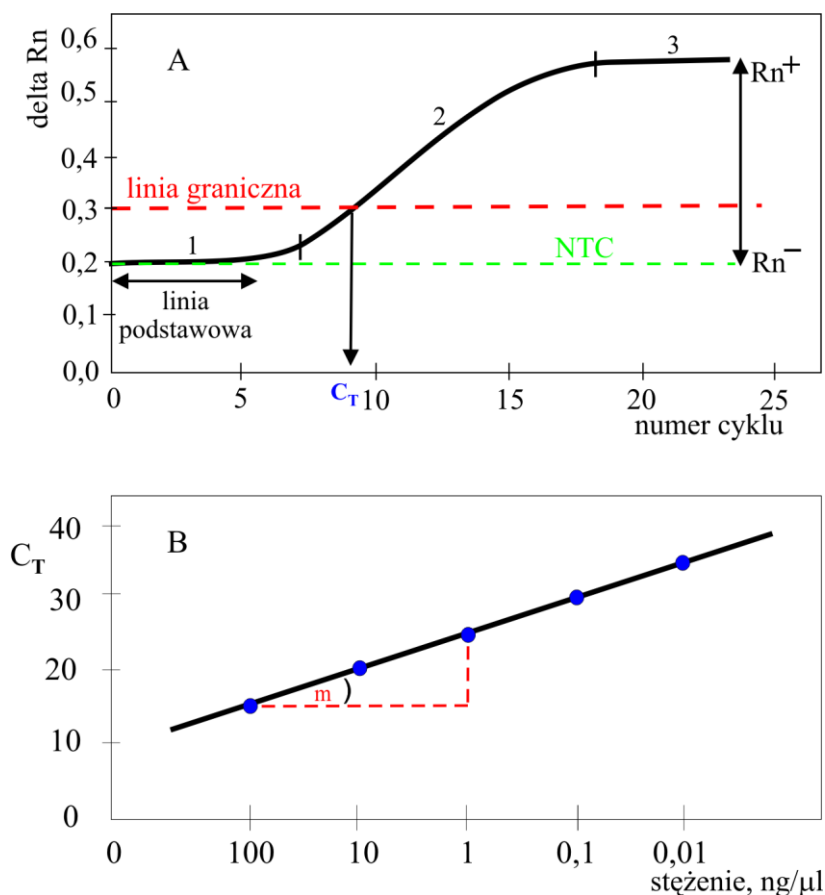 A
delta Rn
0,6
0,5
0,4
0,3
0,2
0,1
0,0
1
2
3
Rn+
Rn−
linia graniczna
NTC
linia
podstawowa
0 5 CT 10 15 20 25
numer cyklu
B
CT
40
30
20
10
0
m
0 100 10 1 0,1 0,01
stężenie, ng/µl